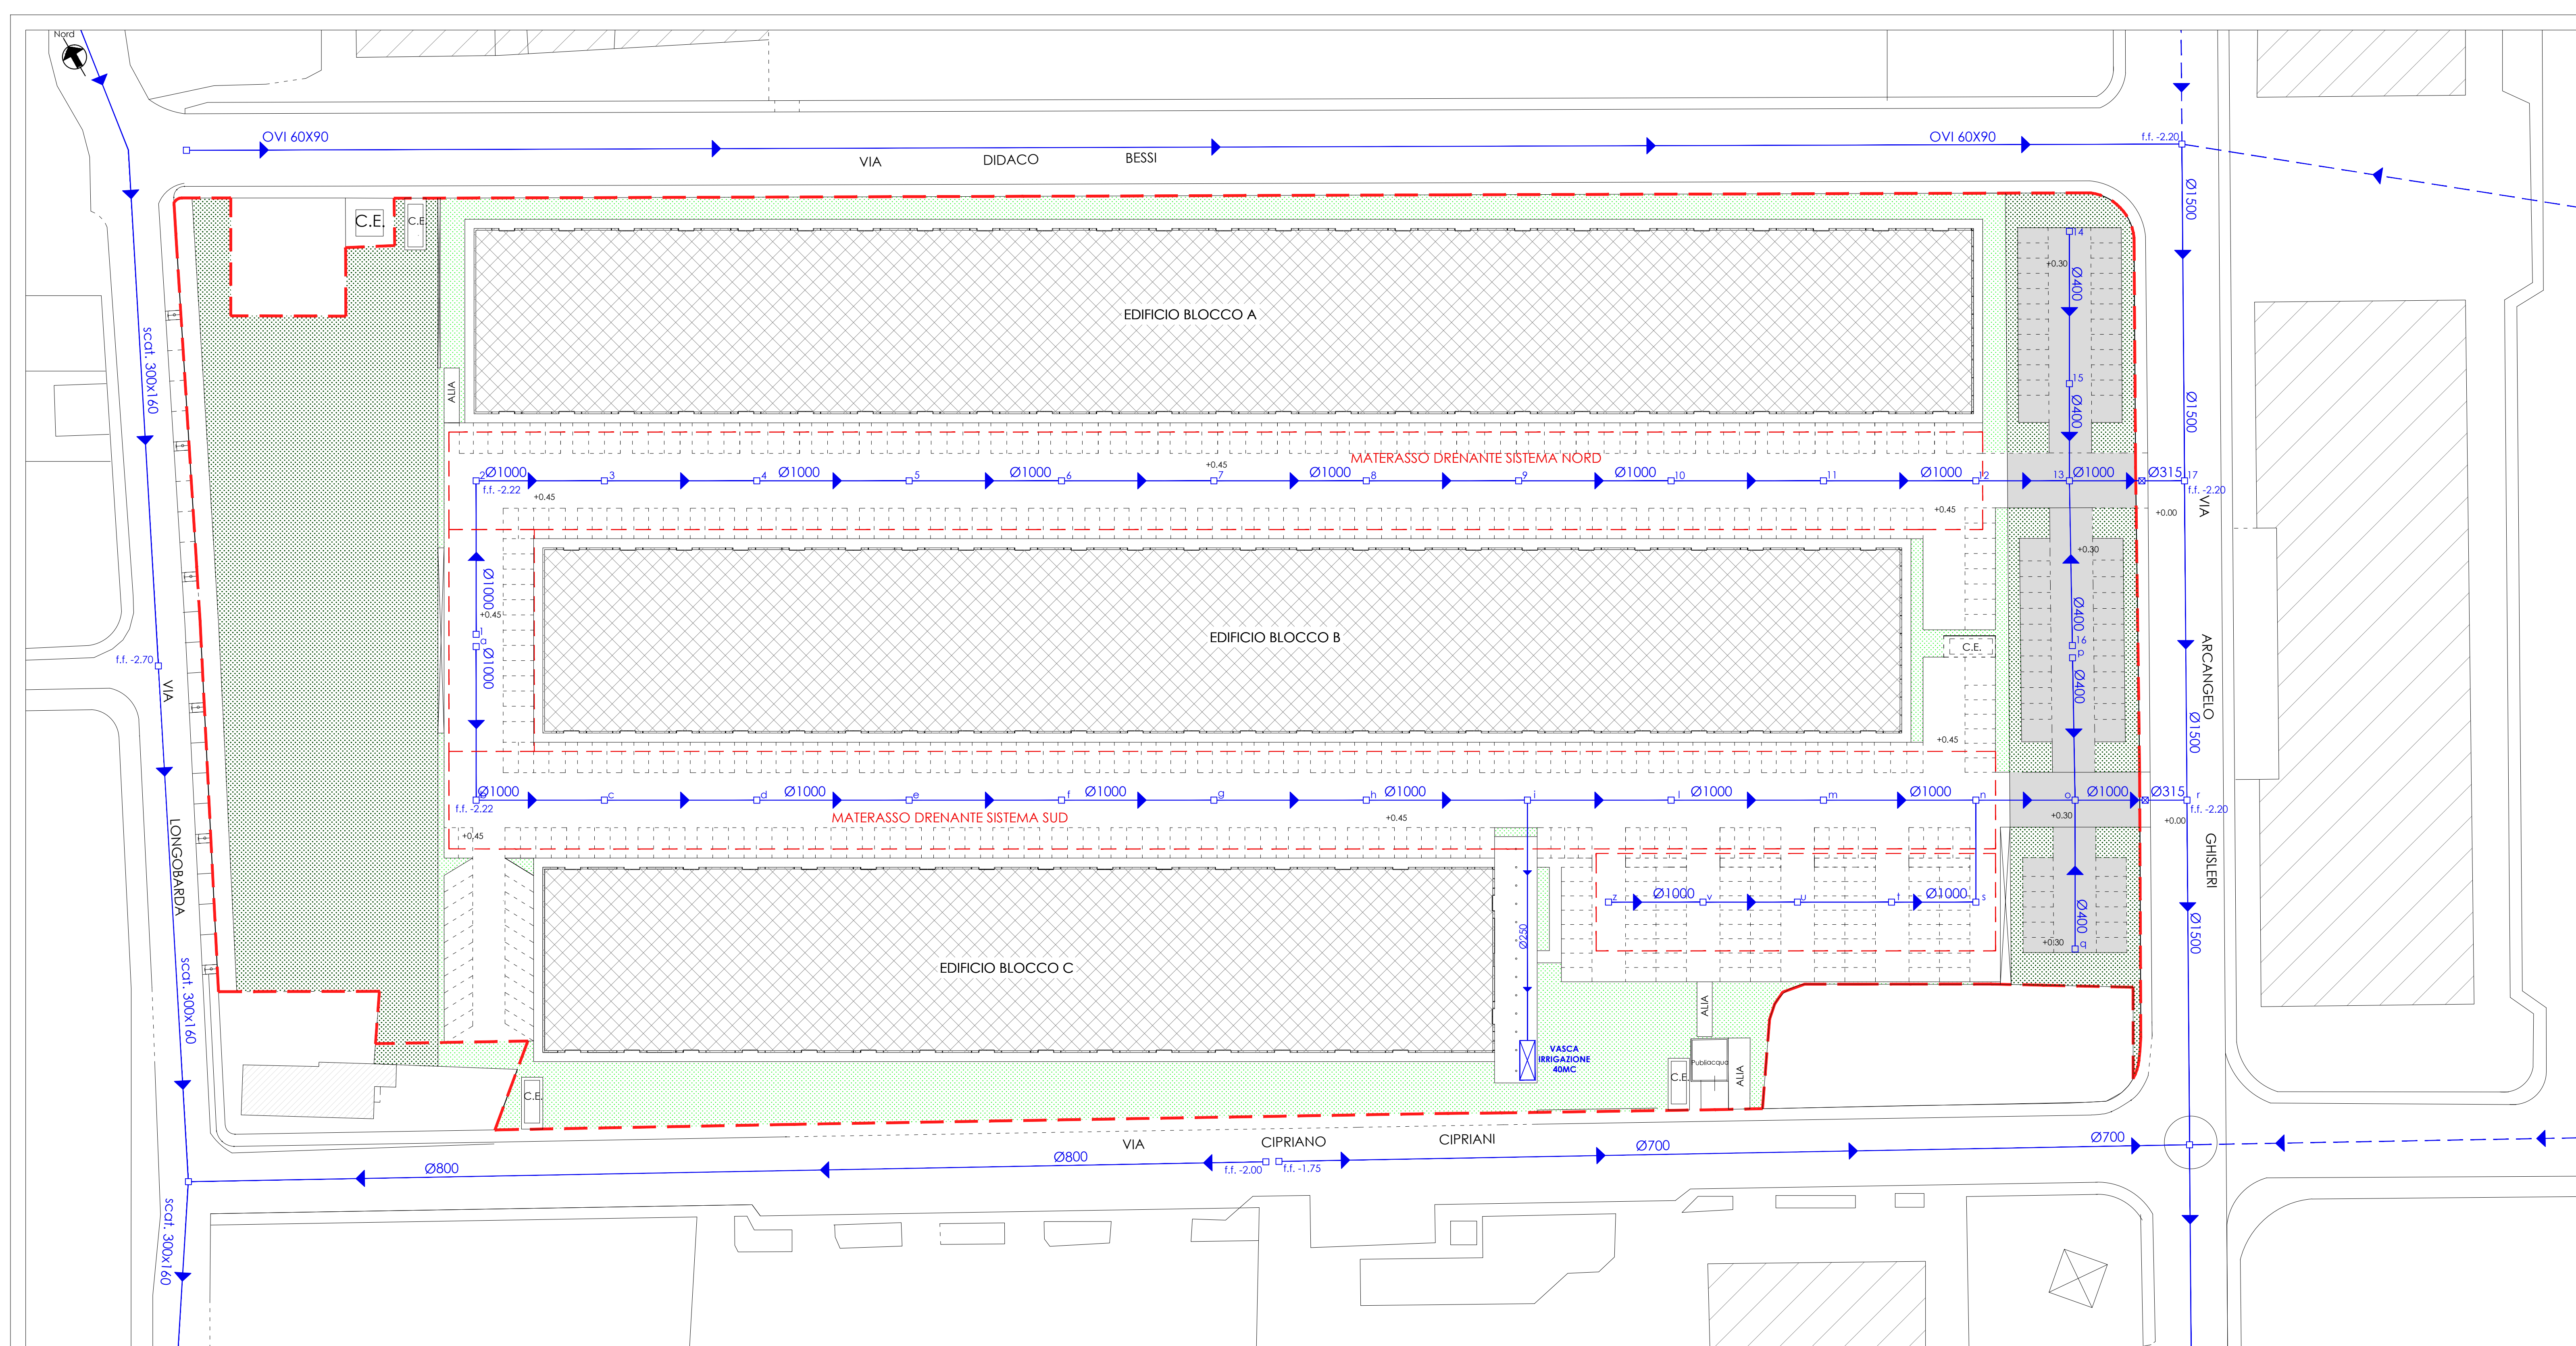 Nord
OVI 60X90
OVI 60X90
f.f. -2.20
VIA DIDACO BESSI
Ø1500
C.E.
C.E.
14
+0.30
Ø400
EDIFICIO BLOCCO A
scat. 300x160
ALIA
15
Ø400
Ø1500
MATERASSO DRENANTE SISTEMA NORD
+0.45
2
Ø1000
3
4
Ø1000
5
Ø1000
6
7
Ø1000
8
Ø1000
9
Ø1000
10
11
Ø1000
12
13
Ø1000
Ø315
17
f.f. -2.22
f.f. -2.20
+0.45
+0.45
+0.00
+0.30
Ø1000
+0.45
1
a
Ø1000
EDIFICIO BLOCCO B
C.E.
Ø400
16
p
Ø400
f.f. -2.70
VIA
LONGOBARDA
VIA
ARCANGELO
GHISLERI
Ø1500
+0.45
Ø1000
c
d
Ø1000
e
Ø1000
f
Ø1000
g
h
Ø1000
i
l
Ø1000
m
Ø1000
n
o
Ø1000
Ø315
r
f.f. -2.22
f.f. -2.20
MATERASSO DRENANTE SISTEMA SUD
+0.45
+0.45
+0.30
+0.00
z
Ø1000
v
u
t
Ø1000
s
Ø250
Ø400
+0.30
q
Ø1500
EDIFICIO BLOCCO C
scat. 300x160
ALIA
VASCA
IRRIGAZIONE
40MC
Publiacqua
C.E.
ALIA
C.E.
VIA CIPRIANO CIPRIANI
Ø800
Ø800
f.f. -2.00
f.f. -1.75
Ø700
Ø700
scat. 300x160